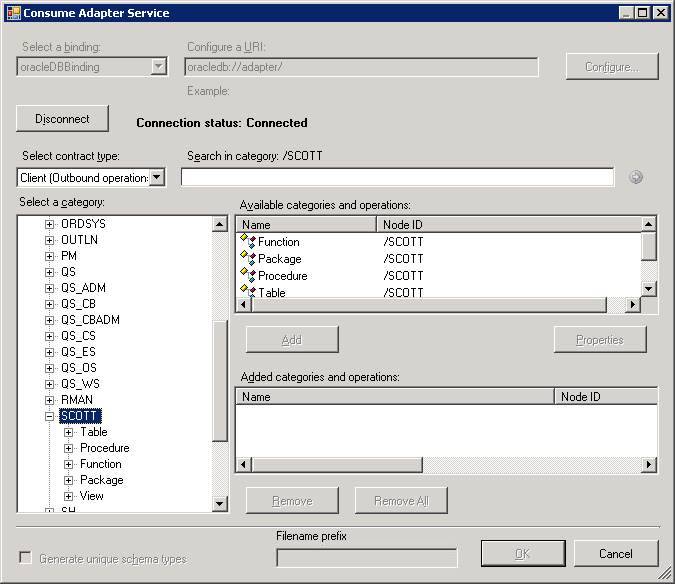 Consume Adapter Service
Select a binding:
Configure a URI:
oracleDBBinding
oracledb://adapter/
Configure...
Example:
Disconnect
Connection status: Connected
Select contract type:
Search in category: /SCOTT
Client (Outbound operation:
Select a category:
Available categories and operations:
ORDSYS
OUTLN
PM
QS
QS_ADM
QS_CB
QS_CBADM
QS_CS
QS_ES
QS_OS
QS_WS
RMAN
SCOTT
Table
Procedure
Function
Package
View
SH
Name Node ID
Function /SCOTT
Package /SCOTT
Procedure /SCOTT
Table /SCOTT
Add
Properties
Added categories and operations:
Name Node ID
Remove
Remove All
Generate unique schema types
Filename prefix
OK
Cancel